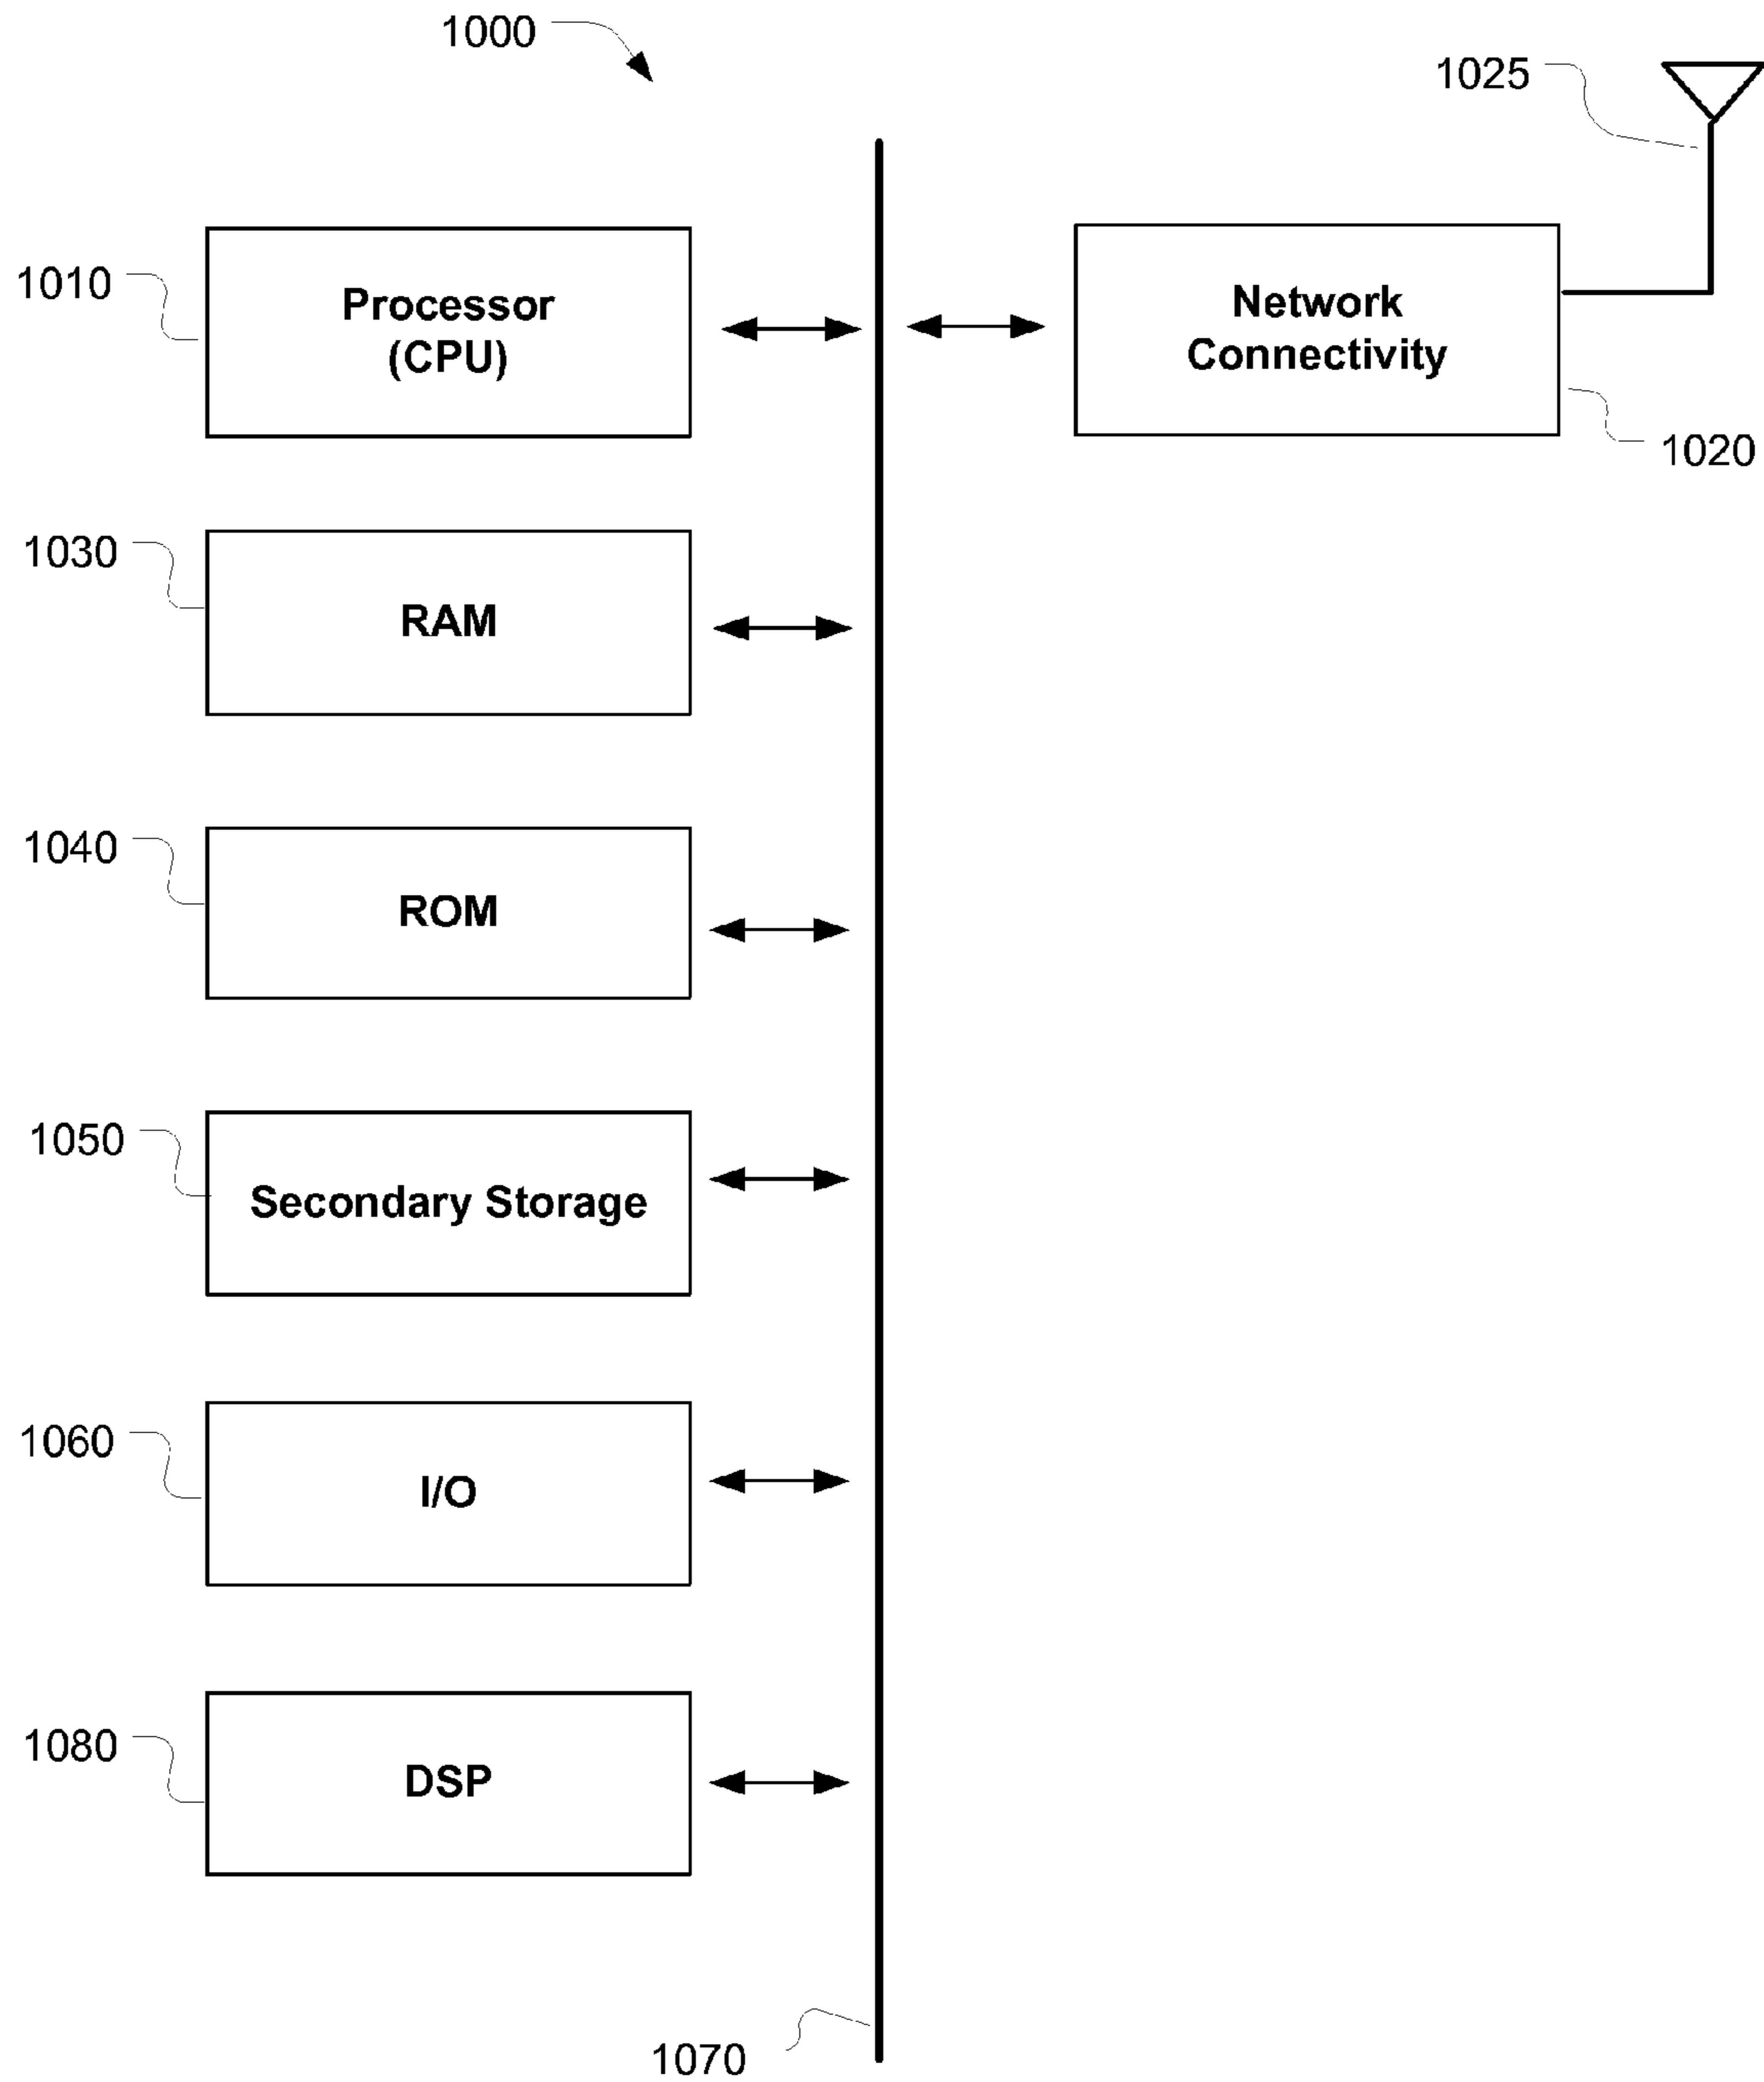 1000
1025
1010
Processor
(CPU)
Network
Connectivity
1020
1030
RAM
1040
ROM
1050
Secondary Storage
1060
I/O
1080
DSP
1070